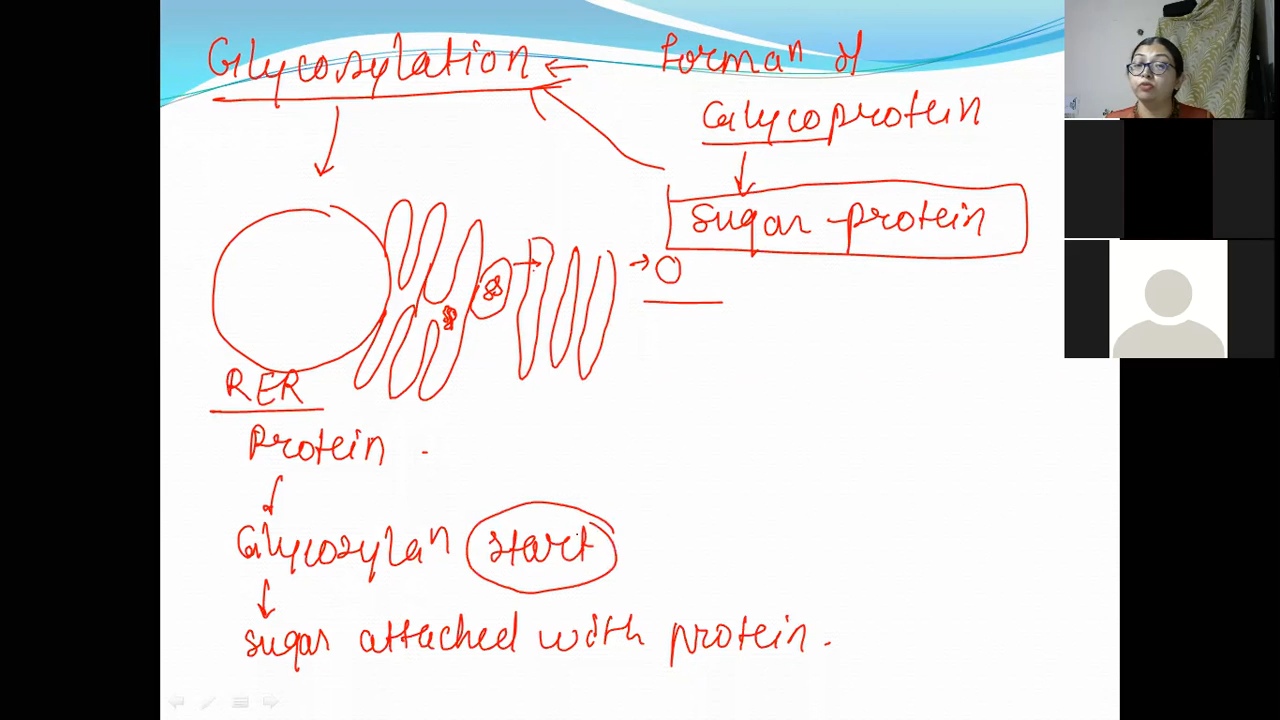 Glycosylation ← Formaⁿ of
Glycoprotein
Sugar-protein
RER
Protein.
Glycosylaⁿ start
sugar attached with protein.